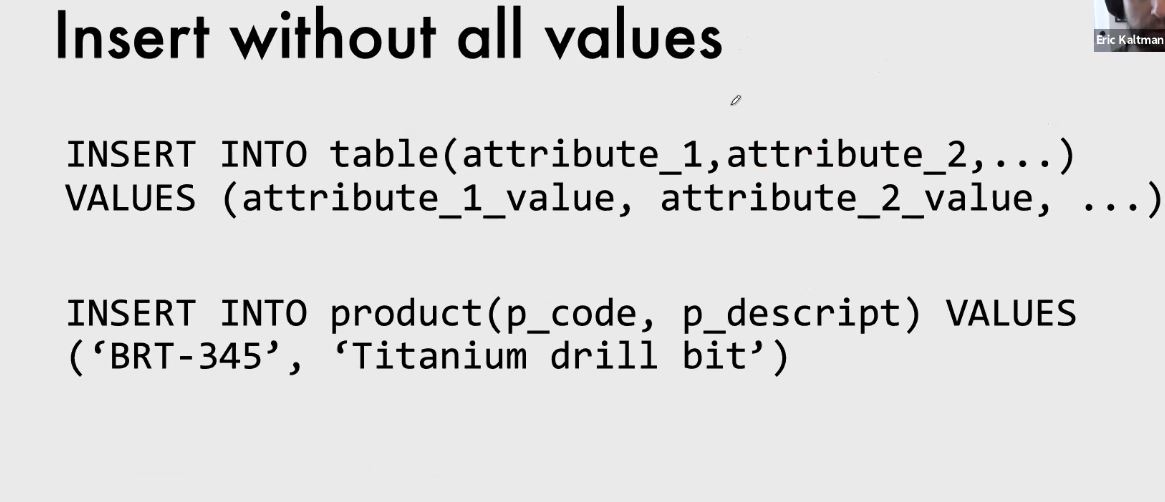 Insert without all values
Eric Kaltman
INSERT INTO table(attribute_1,attribute_2,...)
VALUES (attribute_1_value, attribute_2_value, ...)
INSERT INTO product(p_code, p_descript) VALUES
(‘BRT-345’, ‘Titanium drill bit’)